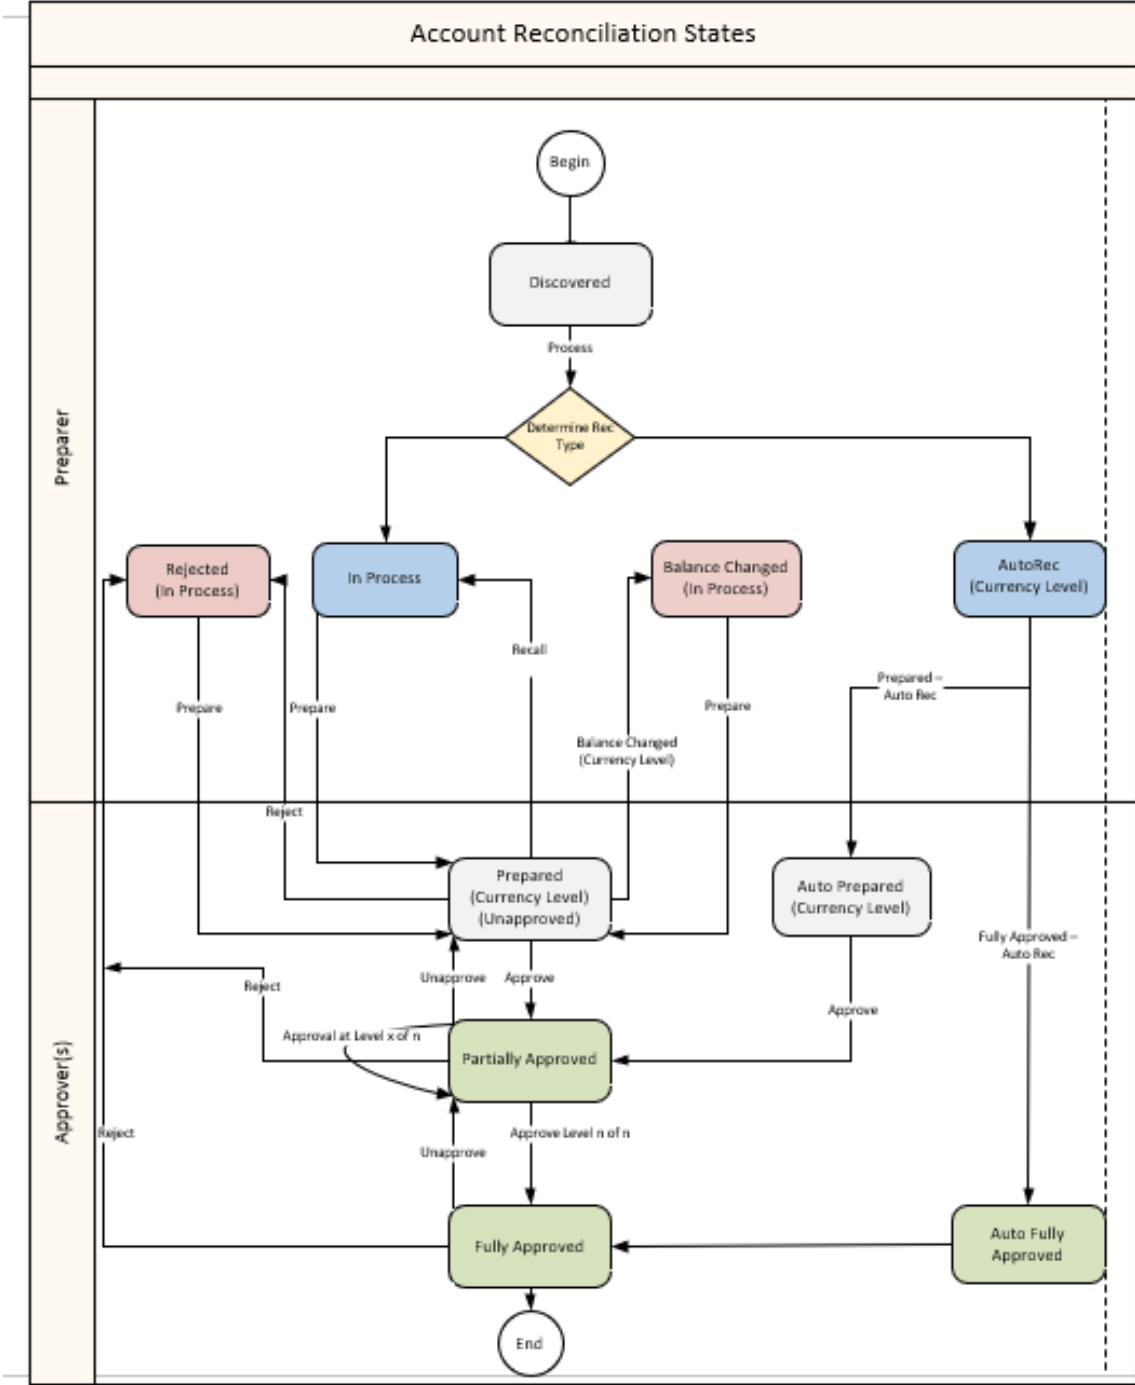 Account Reconciliation States
Preparer
Begin
Discovered
Process
Determine Rec
Type
Rejected
(In Process)
In Process
Balance Changed
(In Process)
AutoRec
(Currency Level)
Recall
Prepared –
Auto Rec
Prepare
Prepare
Prepare
Balance Changed
(Currency Level)
Reject
Approver(s)
Prepared
(Currency Level)
(Unapproved)
Auto Prepared
(Currency Level)
Fully Approved –
Auto Rec
Unapprove
Approve
Reject
Approve
Approval at Level x of n
Partially Approved
Reject
Approve Level n of n
Unapprove
Fully Approved
Auto Fully
Approved
End